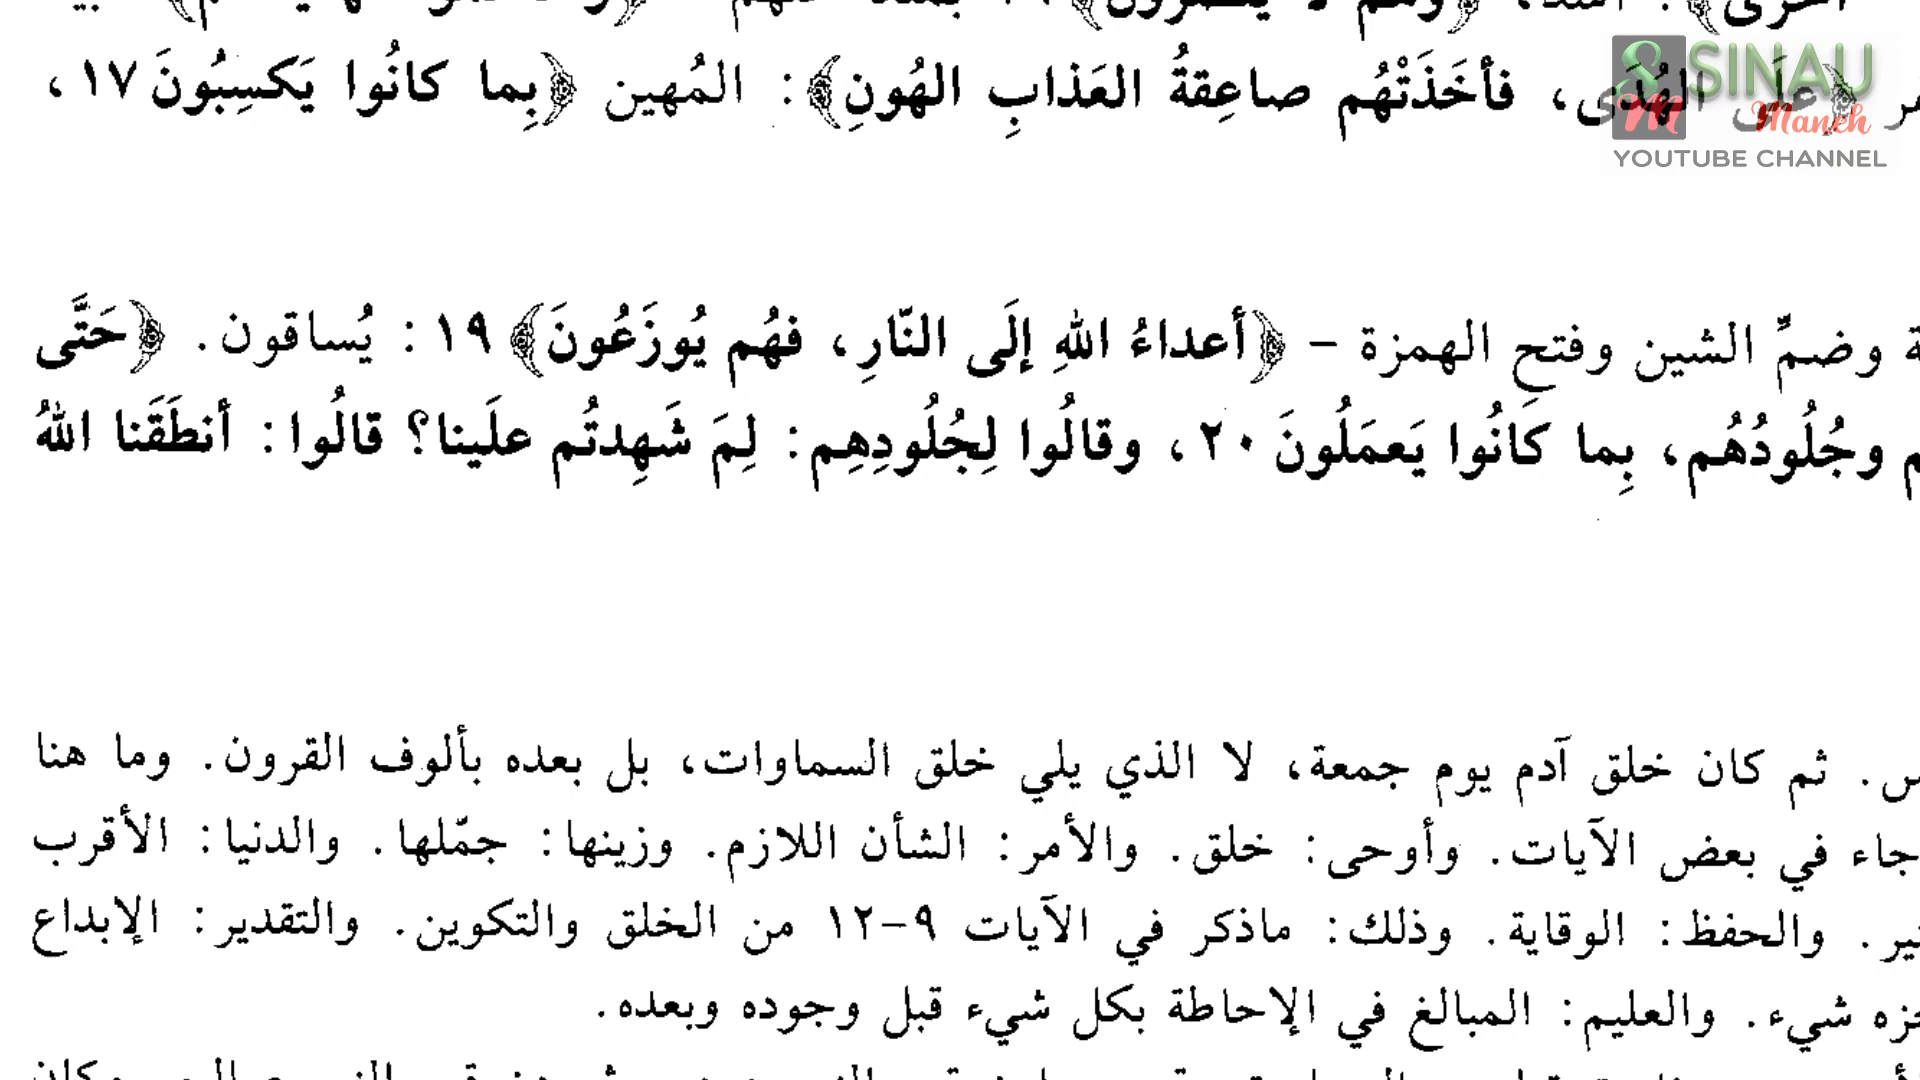 ﴿علَى الهُدَى، فأخَذَتْهُم صاعِقةُ العَذابِ الهُونِ﴾: المُهين ﴿بِما كانُوا يَكسِبُونَ ١٧،
SINAU
Maneh
YOUTUBE CHANNEL
وضمِّ الشين وفتحِ الهمزة – ﴿أعداءُ اللهِ إلَى النّارِ، فهُم يُوزَعُونَ﴾ ١٩: يُساقون. ﴿حَتَّى
وجُلُودُهُم، بِما كَانُوا يَعمَلُونَ ٢٠، وقالُوا لِجُلُودِهِم: لِمَ شَهِدتُم علَينا؟ قالُوا: أنطَقَنا اللهُ
ثم كان خلق آدم يوم جمعة، لا الذي يلي خلق السماوات، بل بعده بألوف القرون. وما هنا
جاء في بعض الآيات. وأوحى: خلق. والأمر: الشأن اللازم. وزينها: جمّلها. والدنيا: الأقرب
والحفظ: الوقاية. وذلك: ماذكر في الآيات ٩-١٢ من الخلق والتكوين. والتقدير: الإبداع
شيء. والعليم: المبالغ في الإحاطة بكل شيء قبل وجوده وبعده.